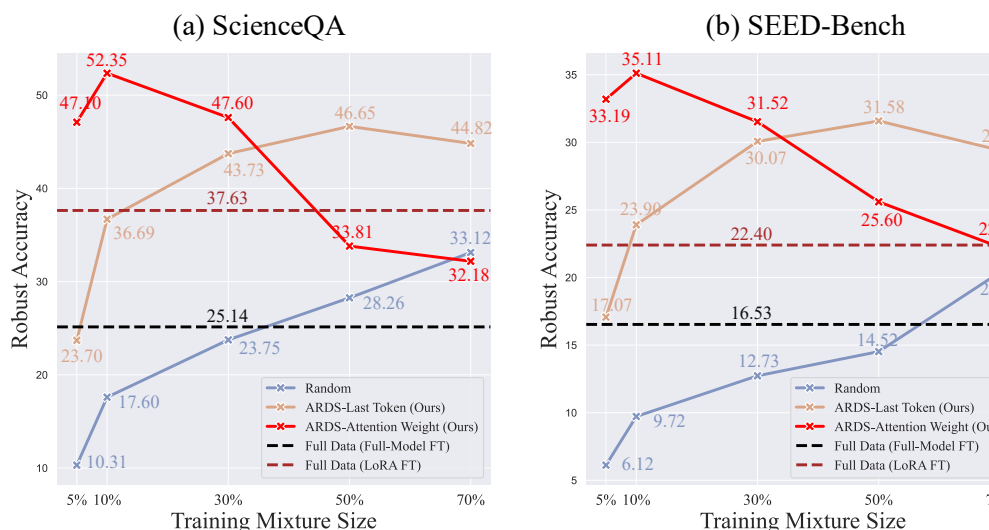 (a) ScienceQA
Robust Accuracy
50
40
30
20
10
47.10
52.35
47.60
46.65
44.82
43.73
37.63
36.69
33.81
33.12
32.18
28.26
25.14
23.70
23.75
17.60
10.31
Random
ARDS-Last Token (Ours)
ARDS-Attention Weight (Ours)
Full Data (Full-Model FT)
Full Data (LoRA FT)
5% 10% 30% 50% 70%
Training Mixture Size
(b) SEED-Bench
Robust Accuracy
35
30
25
20
15
10
5
35.11
33.19
31.52
31.58
30.07
23.90
25.60
22.40
17.07
16.53
14.52
12.73
9.72
6.12
Random
ARDS-Last Token (Ours)
ARDS-Attention Weight (Ou
Full Data (Full-Model FT)
Full Data (LoRA FT)
5% 10% 30% 50%
Training Mixture Size